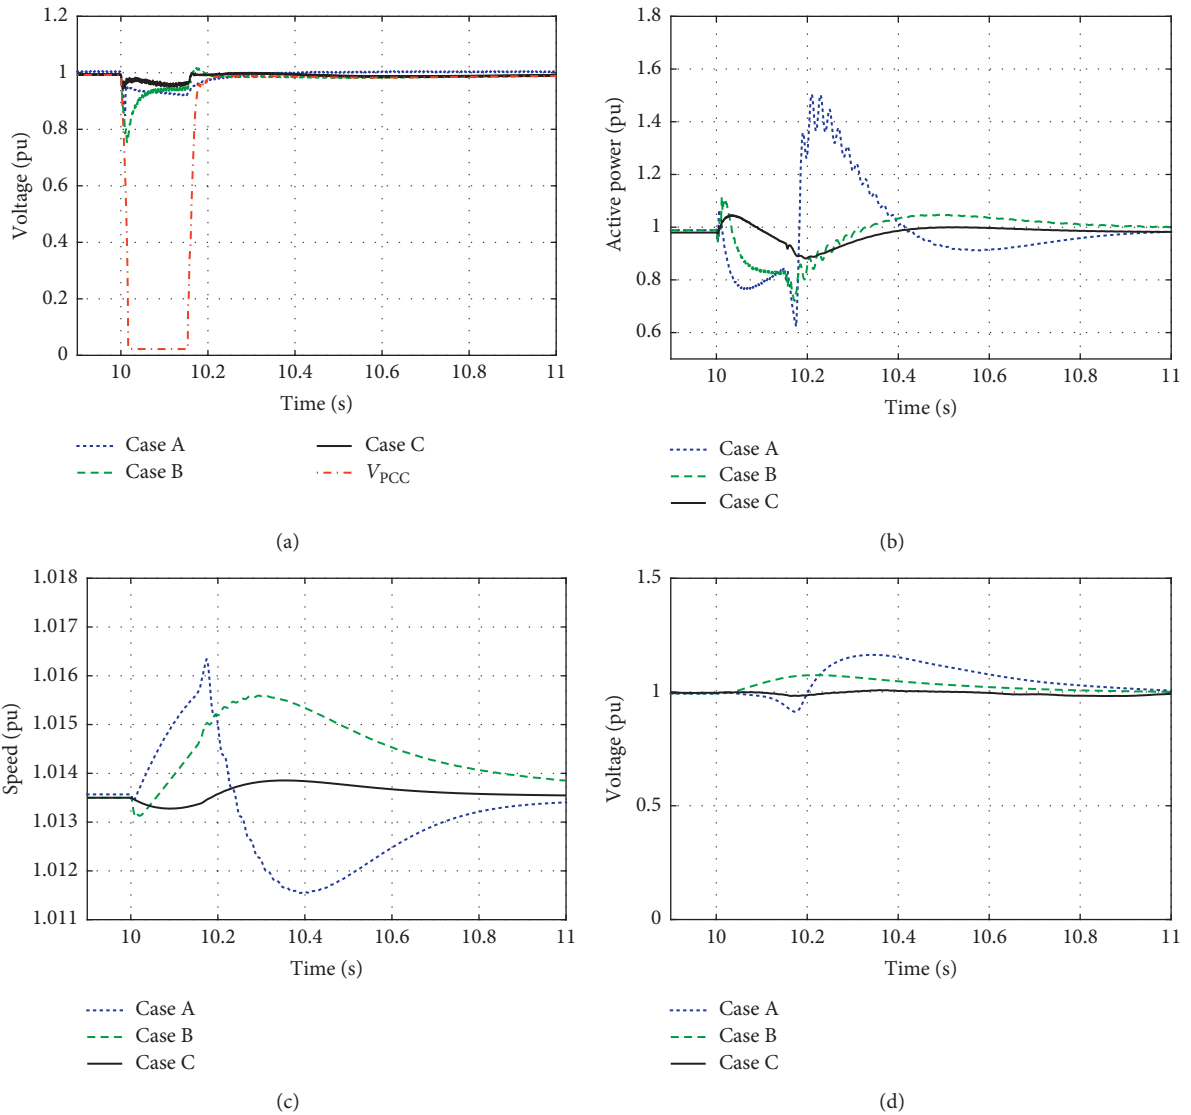 1.2
1
0.8
0.6
0.4
0.2
0
Voltage (pu)
10 10.2 10.4 10.6 10.8 11
Time (s)
Case A Case C
Case B V_PCC
(a)
1.8
1.6
1.4
1.2
1
0.8
0.6
Active power (pu)
10 10.2 10.4 10.6 10.8 11
Time (s)
Case A
Case B
Case C
(b)
1.018
1.017
1.016
1.015
1.014
1.013
1.012
1.011
Speed (pu)
10 10.2 10.4 10.6 10.8 11
Time (s)
Case A
Case B
Case C
(c)
1.5
1
0.5
0
Voltage (pu)
10 10.2 10.4 10.6 10.8 11
Time (s)
Case A
Case B
Case C
(d)